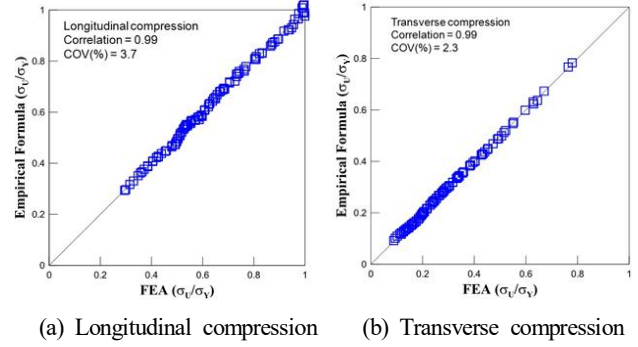 Longitudinal compression
Correlation = 0.99
COV(%) = 3.7
Empirical Formula (σU/σY)
1
0.8
0.6
0.4
0.2
0
0.2
0.4
0.6
0.8
1
FEA (σU/σY)
(a) Longitudinal compression
Transverse compression
Correlation = 0.99
COV(%) = 2.3
Empirical Formula (σU/σY)
1
0.8
0.6
0.4
0.2
0
0
0.2
0.4
0.6
0.8
1
FEA (σU/σY)
(b) Transverse compression